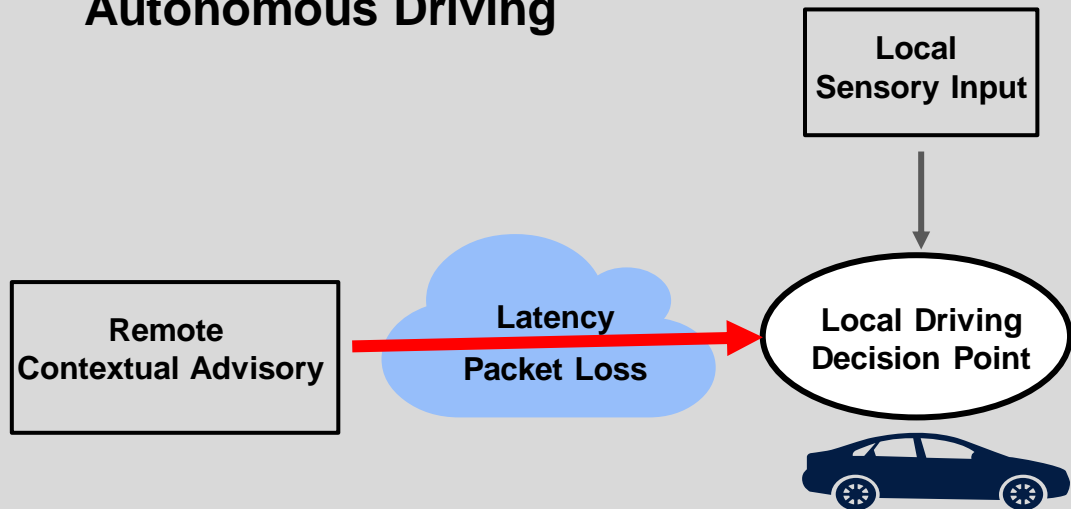 Autonomous Driving
Local
Sensory Input
Remote
Contextual Advisory
Latency
Packet Loss
Local Driving
Decision Point